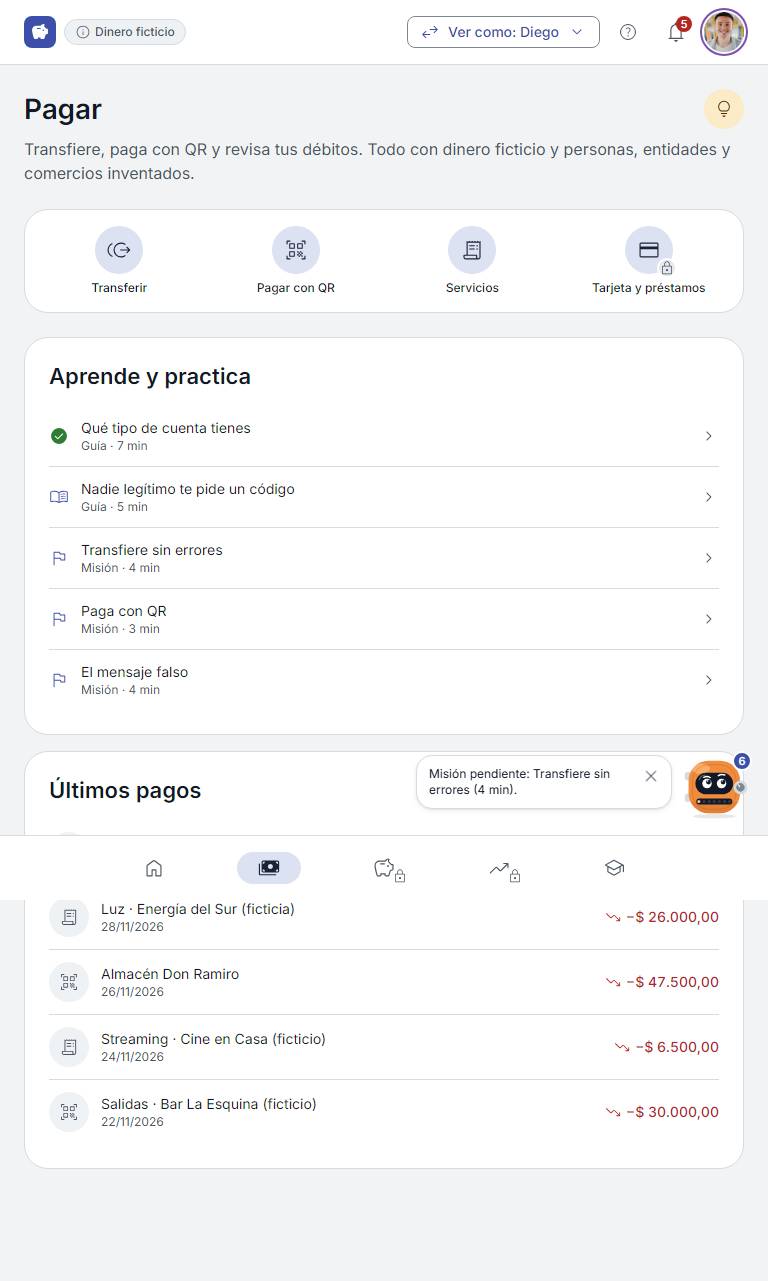 Dinero ficticio
Ver como: Diego
5
Pagar
Transfiere, paga con QR y revisa tus débitos. Todo con dinero ficticio y personas, entidades y
comercios inventados.
Transferir
Pagar con QR
Servicios
Tarjeta y préstamos
Aprende y practica
Qué tipo de cuenta tienes
Guía · 7 min
Nadie legítimo te pide un código
Guía · 5 min
Transfiere sin errores
Misión · 4 min
Paga con QR
Misión · 3 min
El mensaje falso
Misión · 4 min
Últimos pagos
Misión pendiente: Transfiere sin
errores (4 min).
6
Luz · Energía del Sur (ficticia)
28/11/2026
−$ 26.000,00
Almacén Don Ramiro
26/11/2026
−$ 47.500,00
Streaming · Cine en Casa (ficticio)
24/11/2026
−$ 6.500,00
Salidas · Bar La Esquina (ficticio)
22/11/2026
−$ 30.000,00